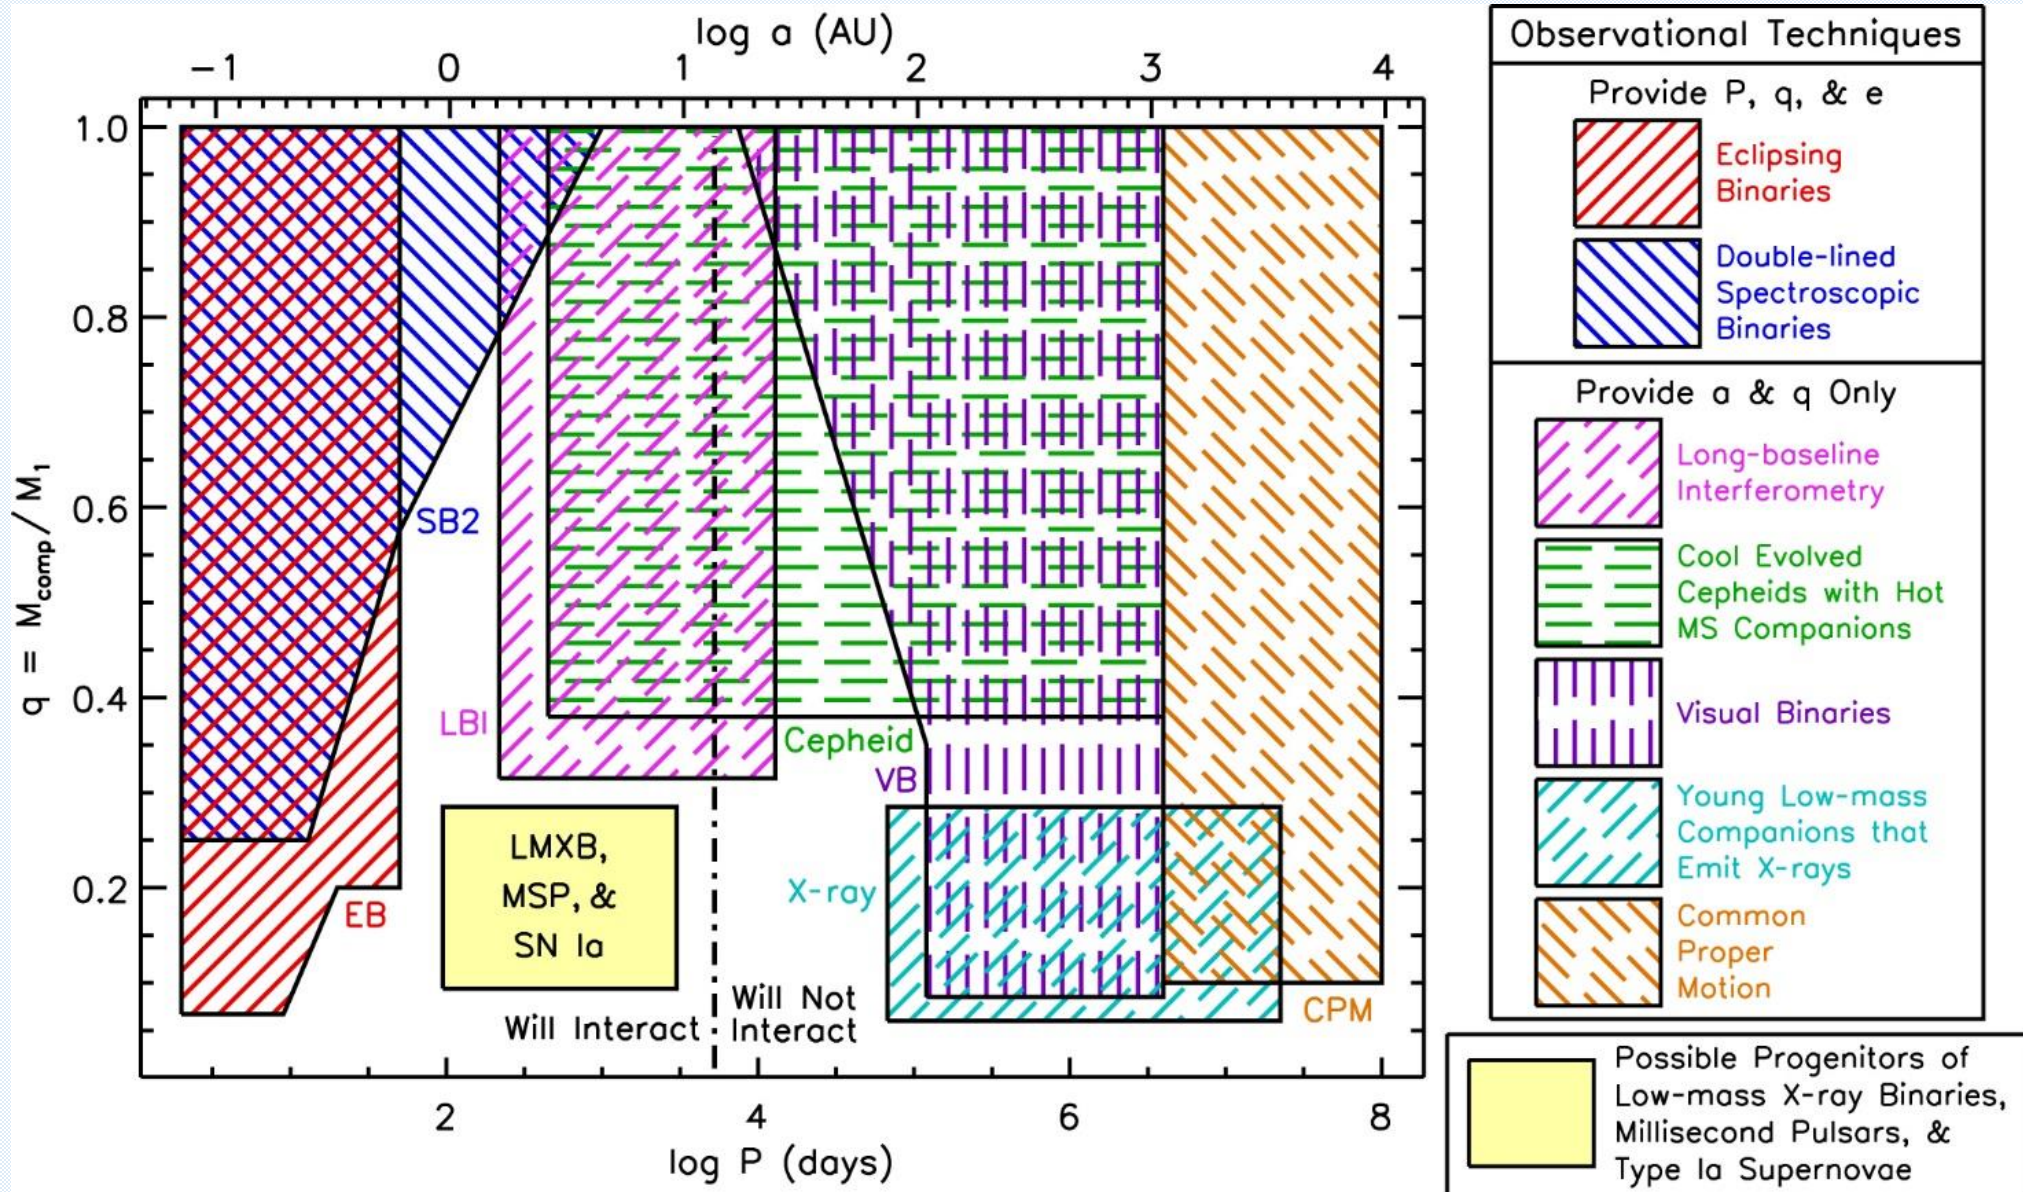 log a (AU)
−1 0 1 2 3 4
1.0
0.8
0.6
0.4
0.2
q = Mcomp/M1
SB2
LBI
Cepheid
VB
X-ray
EB
LMXB,
MSP, &
SN Ia
Will Interact
Will Not
Interact
CPM
2 4 6 8
log P (days)
Observational Techniques
Provide P, q, & e
Eclipsing
Binaries
Double-lined
Spectroscopic
Binaries
Provide a & q Only
Long-baseline
Interferometry
Cool Evolved
Cepheids with Hot
MS Companions
Visual Binaries
Young Low-mass
Companions that
Emit X-rays
Common
Proper
Motion
Possible Progenitors of
Low-mass X-ray Binaries,
Millisecond Pulsars, &
Type Ia Supernovae